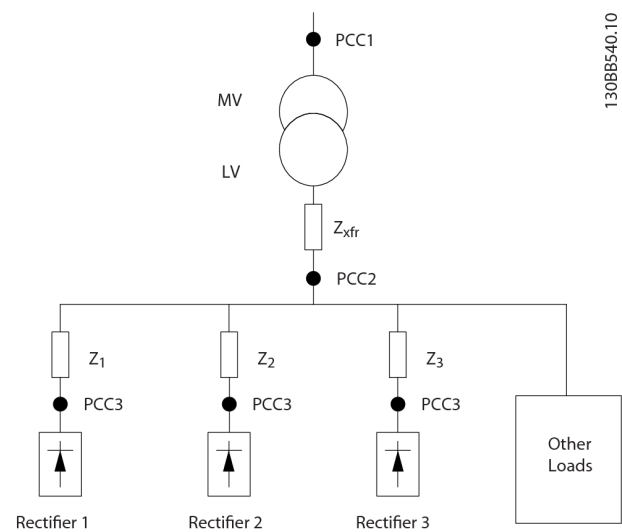 PCC1
130BB540.10
MV
LV
Zxfr
PCC2
Z1
Z2
Z3
PCC3
PCC3
PCC3
Other
Loads
Rectifier 1
Rectifier 2
Rectifier 3